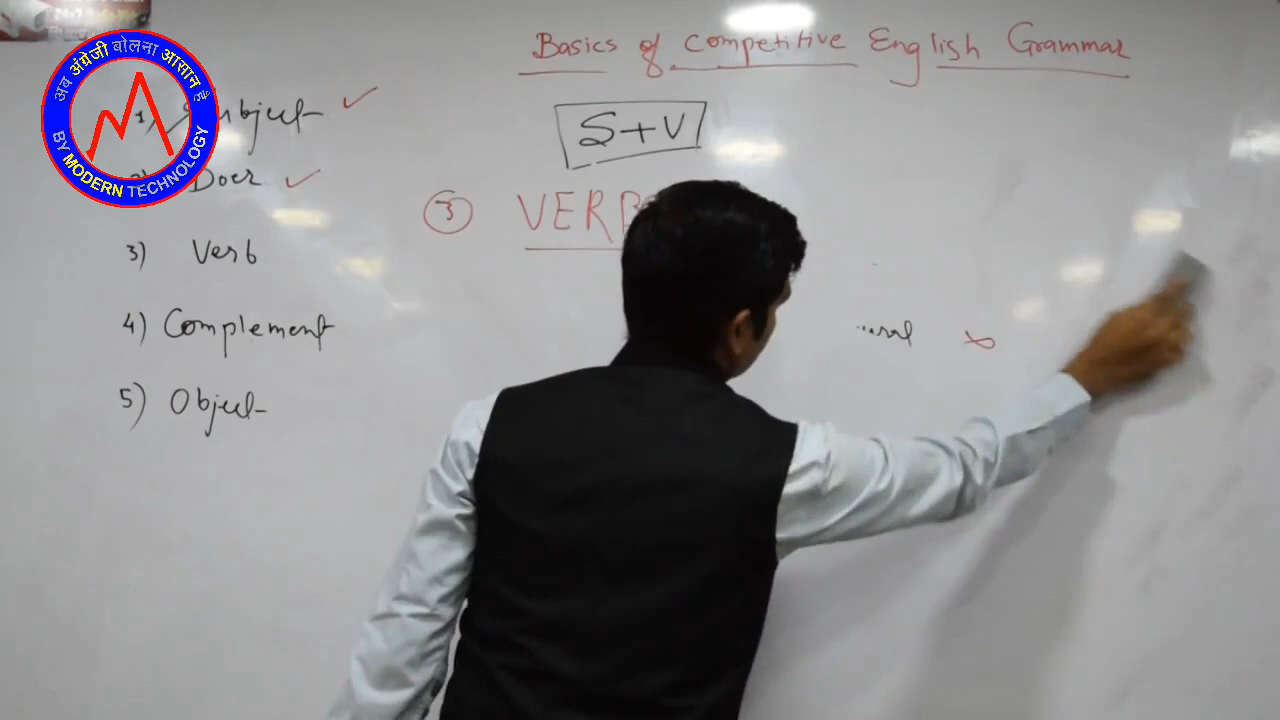 Basics of Competitive English Grammar
अब अंग्रेजी बोलना आसान है
BY MODERN TECHNOLOGY
1) Subject ✓
Doer ✓
3) Verb
4) Complement
5) Object
S+V
3 VERB